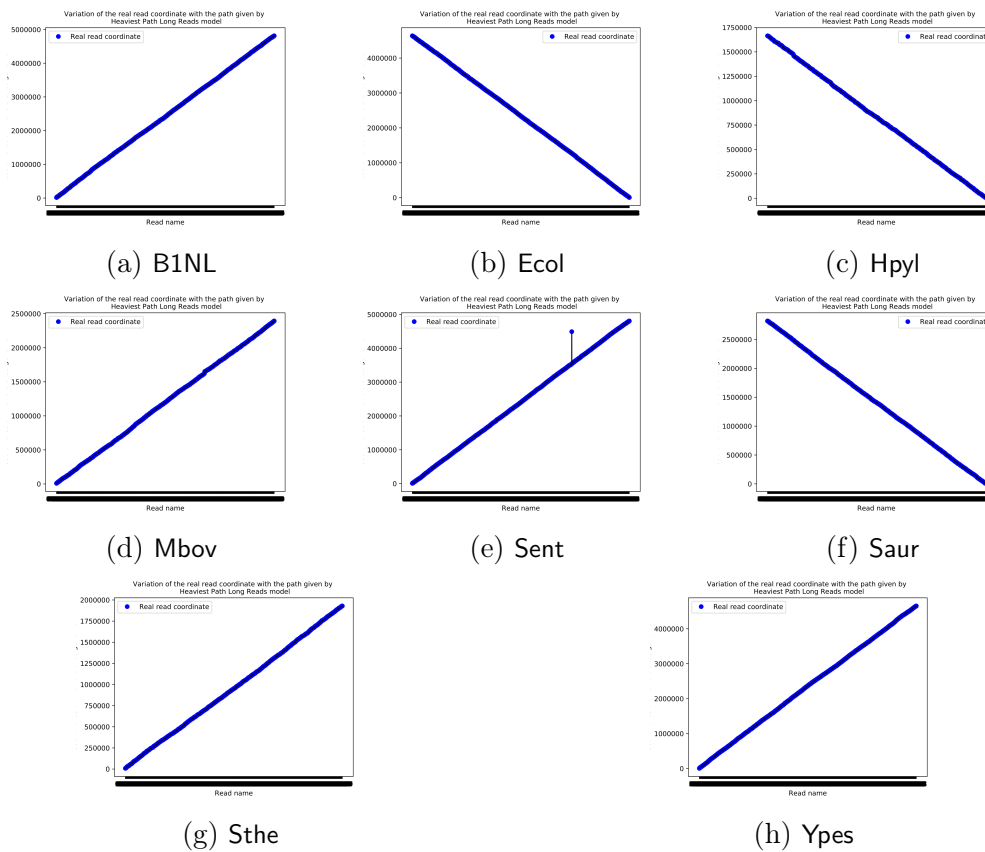 Variation of the real read coordinate with the path given by
Heaviest Path Long Reads model
Real read coordinate
5000000
4000000
3000000
2000000
1000000
0
Read name
(a) B1NL
Variation of the real read coordinate with the path given by
Heaviest Path Long Reads model
Real read coordinate
4000000
3000000
2000000
1000000
0
Read name
(b) Ecol
Variation of the real read coordinate with the path given by
Heaviest Path Long Reads model
Real read coordinate
1750000
1500000
1250000
1000000
750000
500000
250000
0
Read name
(c) Hpyl
Variation of the real read coordinate with the path given by
Heaviest Path Long Reads model
Real read coordinate
2500000
2000000
1500000
1000000
500000
0
Read name
(d) Mbov
Variation of the real read coordinate with the path given by
Heaviest Path Long Reads model
Real read coordinate
5000000
4000000
3000000
2000000
1000000
0
Read name
(e) Sent
Variation of the real read coordinate with the path given by
Heaviest Path Long Reads model
Real read coordinate
2500000
2000000
1500000
1000000
500000
0
Read name
(f) Saur
Variation of the real read coordinate with the path given by
Heaviest Path Long Reads model
Real read coordinate
2000000
1750000
1500000
1250000
1000000
750000
500000
250000
0
Read name
(g) Sthe
Variation of the real read coordinate with the path given by
Heaviest Path Long Reads model
Real read coordinate
4000000
3000000
2000000
1000000
0
Read name
(h) Ypes